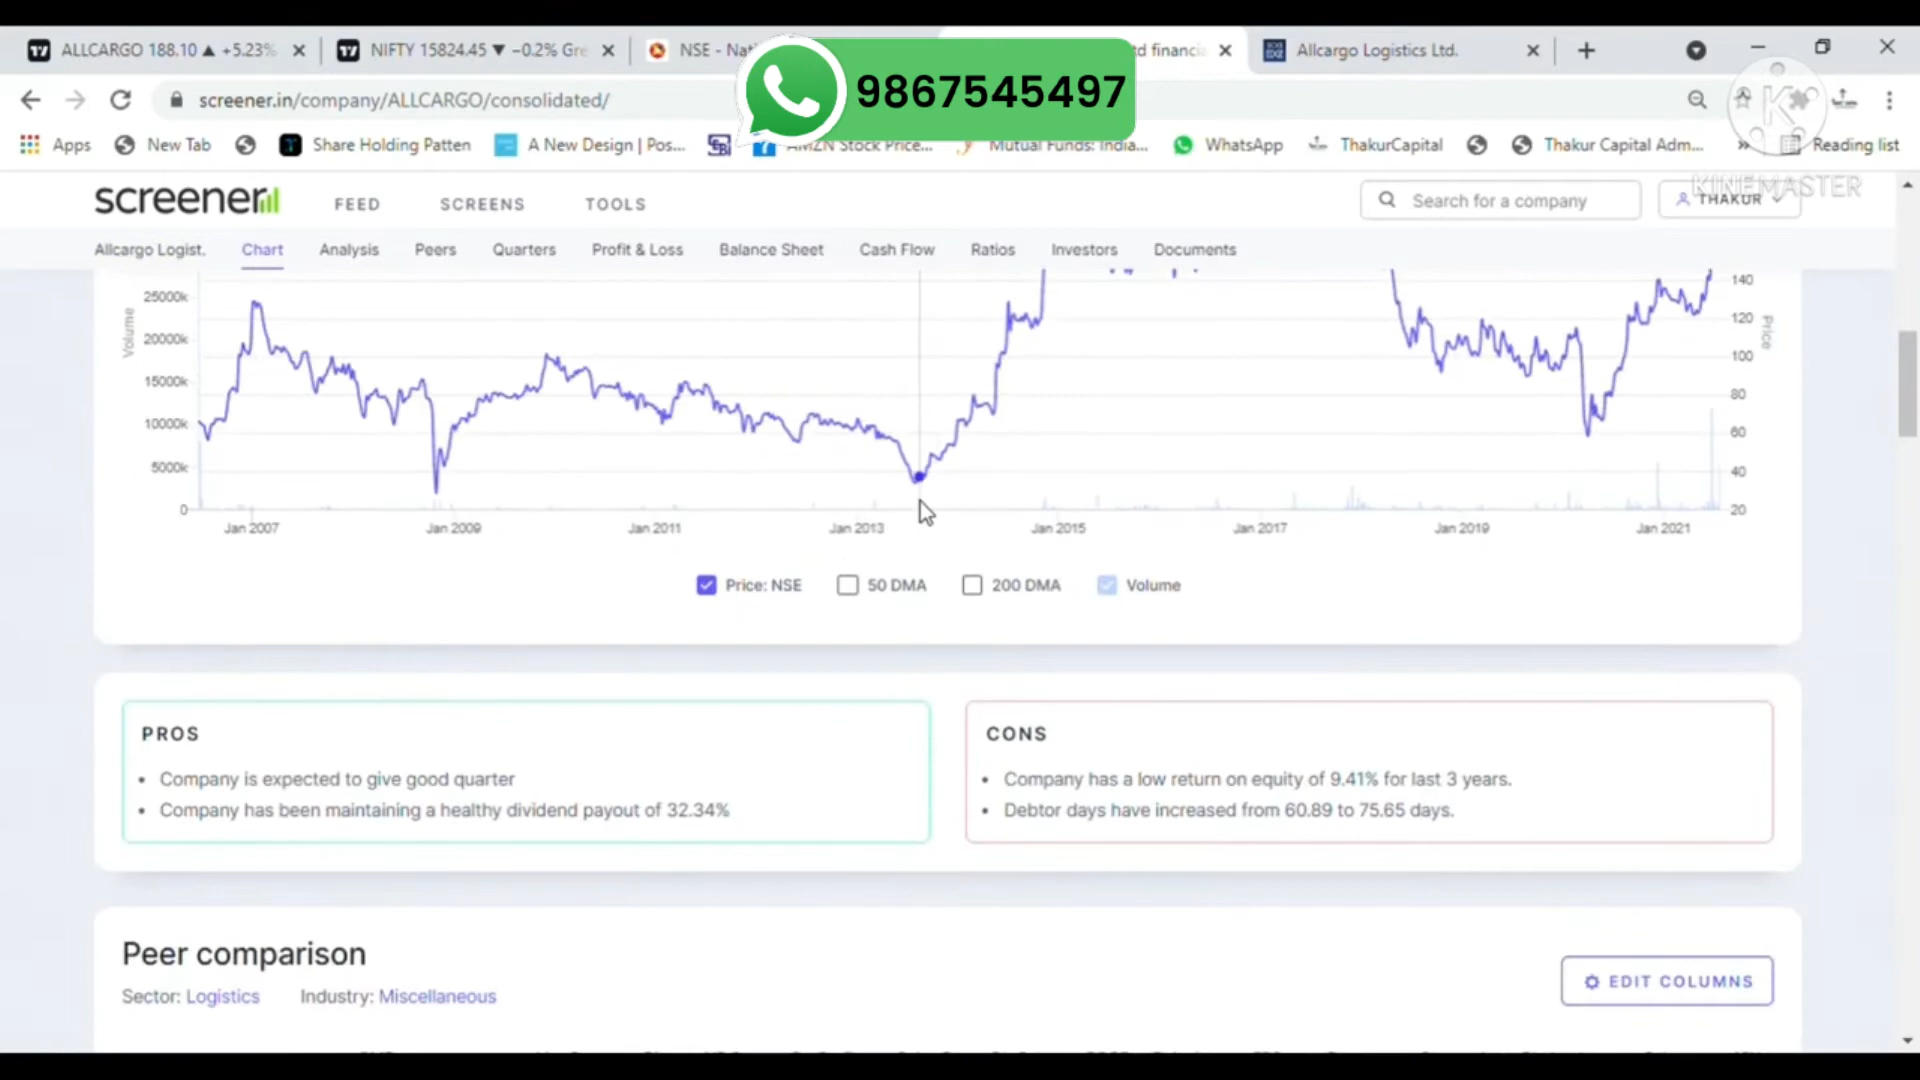 ALLCARGO 188.10 ▲ +5.23%
NIFTY 15824.45 ▼ −0.2% Gre
NSE - Nat
td financia
Allcargo Logistics Ltd.
9867545497
screener.in/company/ALLCARGO/consolidated/
Apps
New Tab
Share Holding Patten
A New Design | Pos...
AMZN Stock Price...
Mutual Funds: India...
WhatsApp
ThakurCapital
Thakur Capital Adm...
»
Reading list
KINEMASTER
screener
FEED
SCREENS
TOOLS
Search for a company
THAKUR
Allcargo Logist.
Chart
Analysis
Peers
Quarters
Profit & Loss
Balance Sheet
Cash Flow
Ratios
Investors
Documents
Volume
25000k
20000k
15000k
10000k
5000k
0
140
120
100
80
60
40
20
Price
Jan 2007
Jan 2009
Jan 2011
Jan 2013
Jan 2015
Jan 2017
Jan 2019
Jan 2021
Price: NSE
50 DMA
200 DMA
Volume
PROS
• Company is expected to give good quarter
• Company has been maintaining a healthy dividend payout of 32.34%
CONS
• Company has a low return on equity of 9.41% for last 3 years.
• Debtor days have increased from 60.89 to 75.65 days.
Peer comparison
Sector: Logistics
Industry: Miscellaneous
EDIT COLUMNS